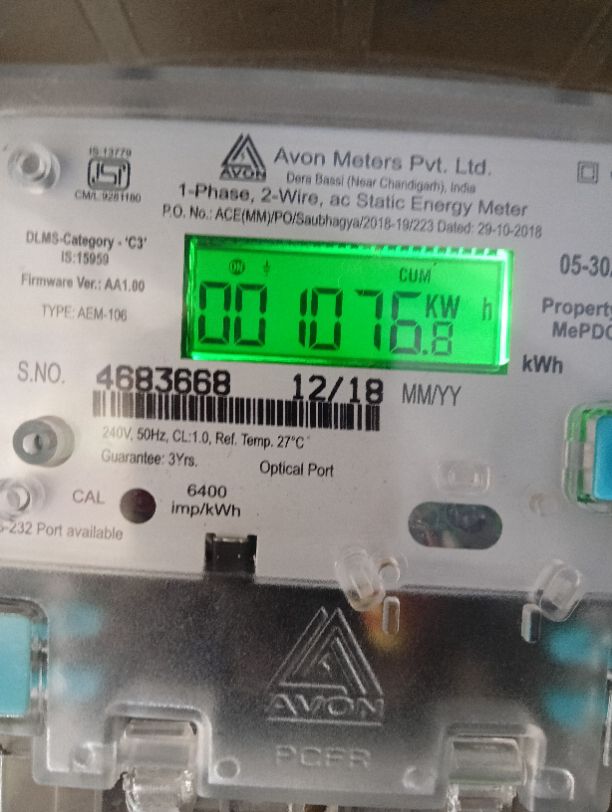 IS:13779
CM/L 9261180
AVON
Avon Meters Pvt. Ltd.
Dera Bassi (Near Chandigarh), India
1-Phase, 2-Wire, ac Static Energy Meter
P.O. No.: ACE(MM)/PO/Saubhagya/2018-19/223 Dated: 29-10-2018
DLMS-Category - 'C3'
IS:15959
Firmware Ver.: AA1.00
TYPE: AEM-106
05-30
Property
MePDC
CUM
001076.8 KW h
kWh
S.NO. 4683668 12/18 MM/YY
240V, 50Hz, CL:1.0, Ref. Temp. 27°C
Guarantee: 3Yrs.
Optical Port
CAL
6400
imp/kWh
-232 Port available
AVON